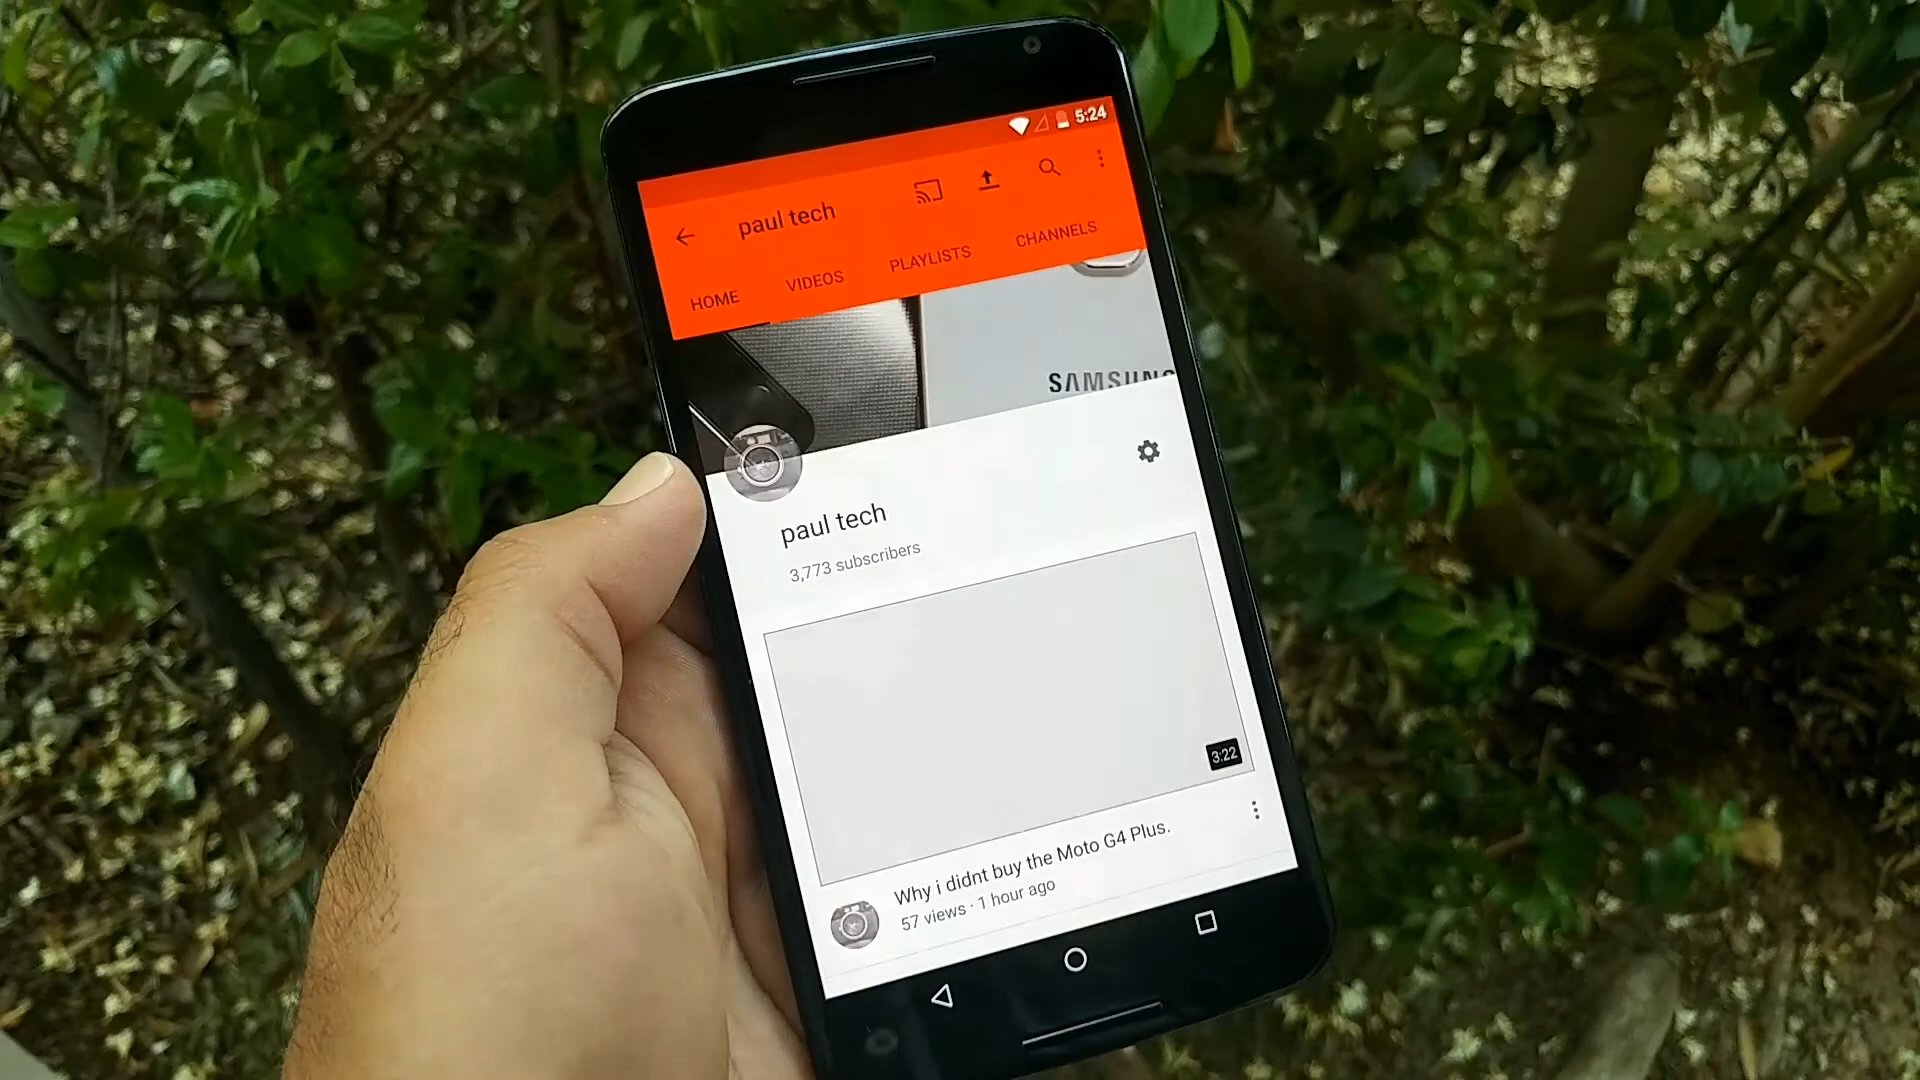 5:24
paul tech
HOME VIDEOS PLAYLISTS CHANNELS
SAMSUNG
paul tech
3,773 subscribers
3:22
Why i didnt buy the Moto G4 Plus.
57 views · 1 hour ago